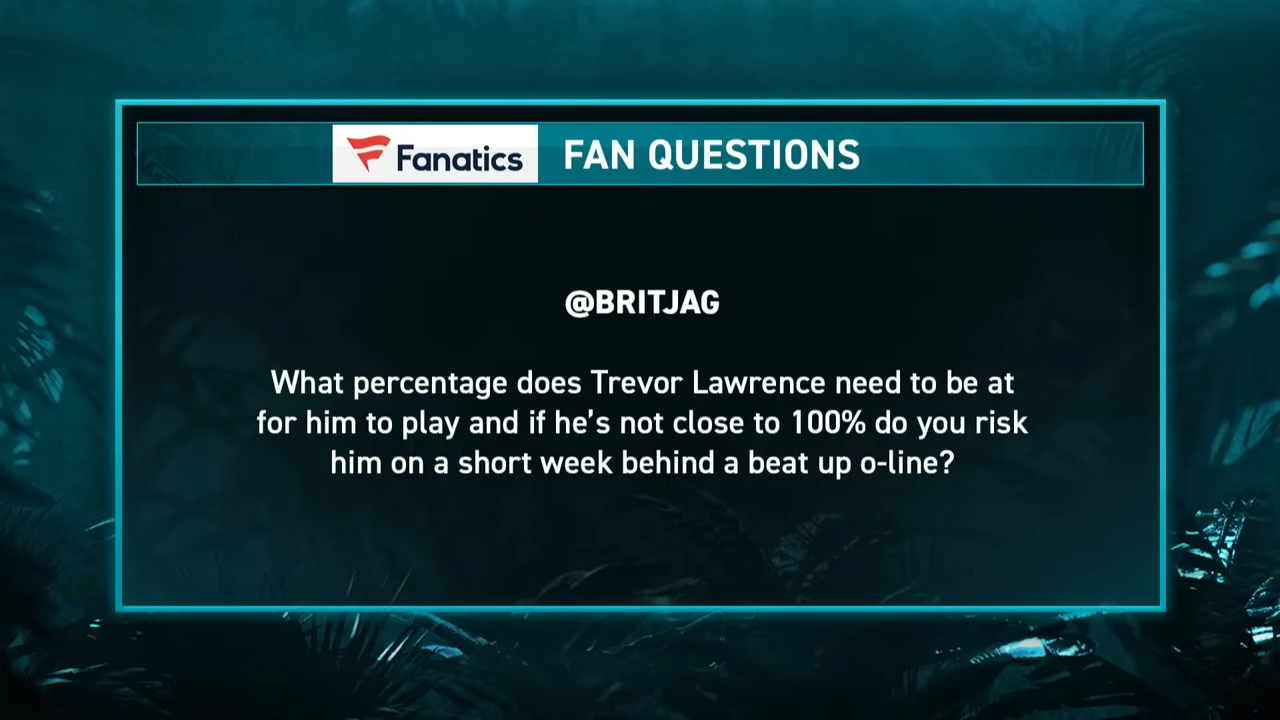 Fanatics FAN QUESTIONS
@BRITJAG
What percentage does Trevor Lawrence need to be at
for him to play and if he’s not close to 100% do you risk
him on a short week behind a beat up o-line?